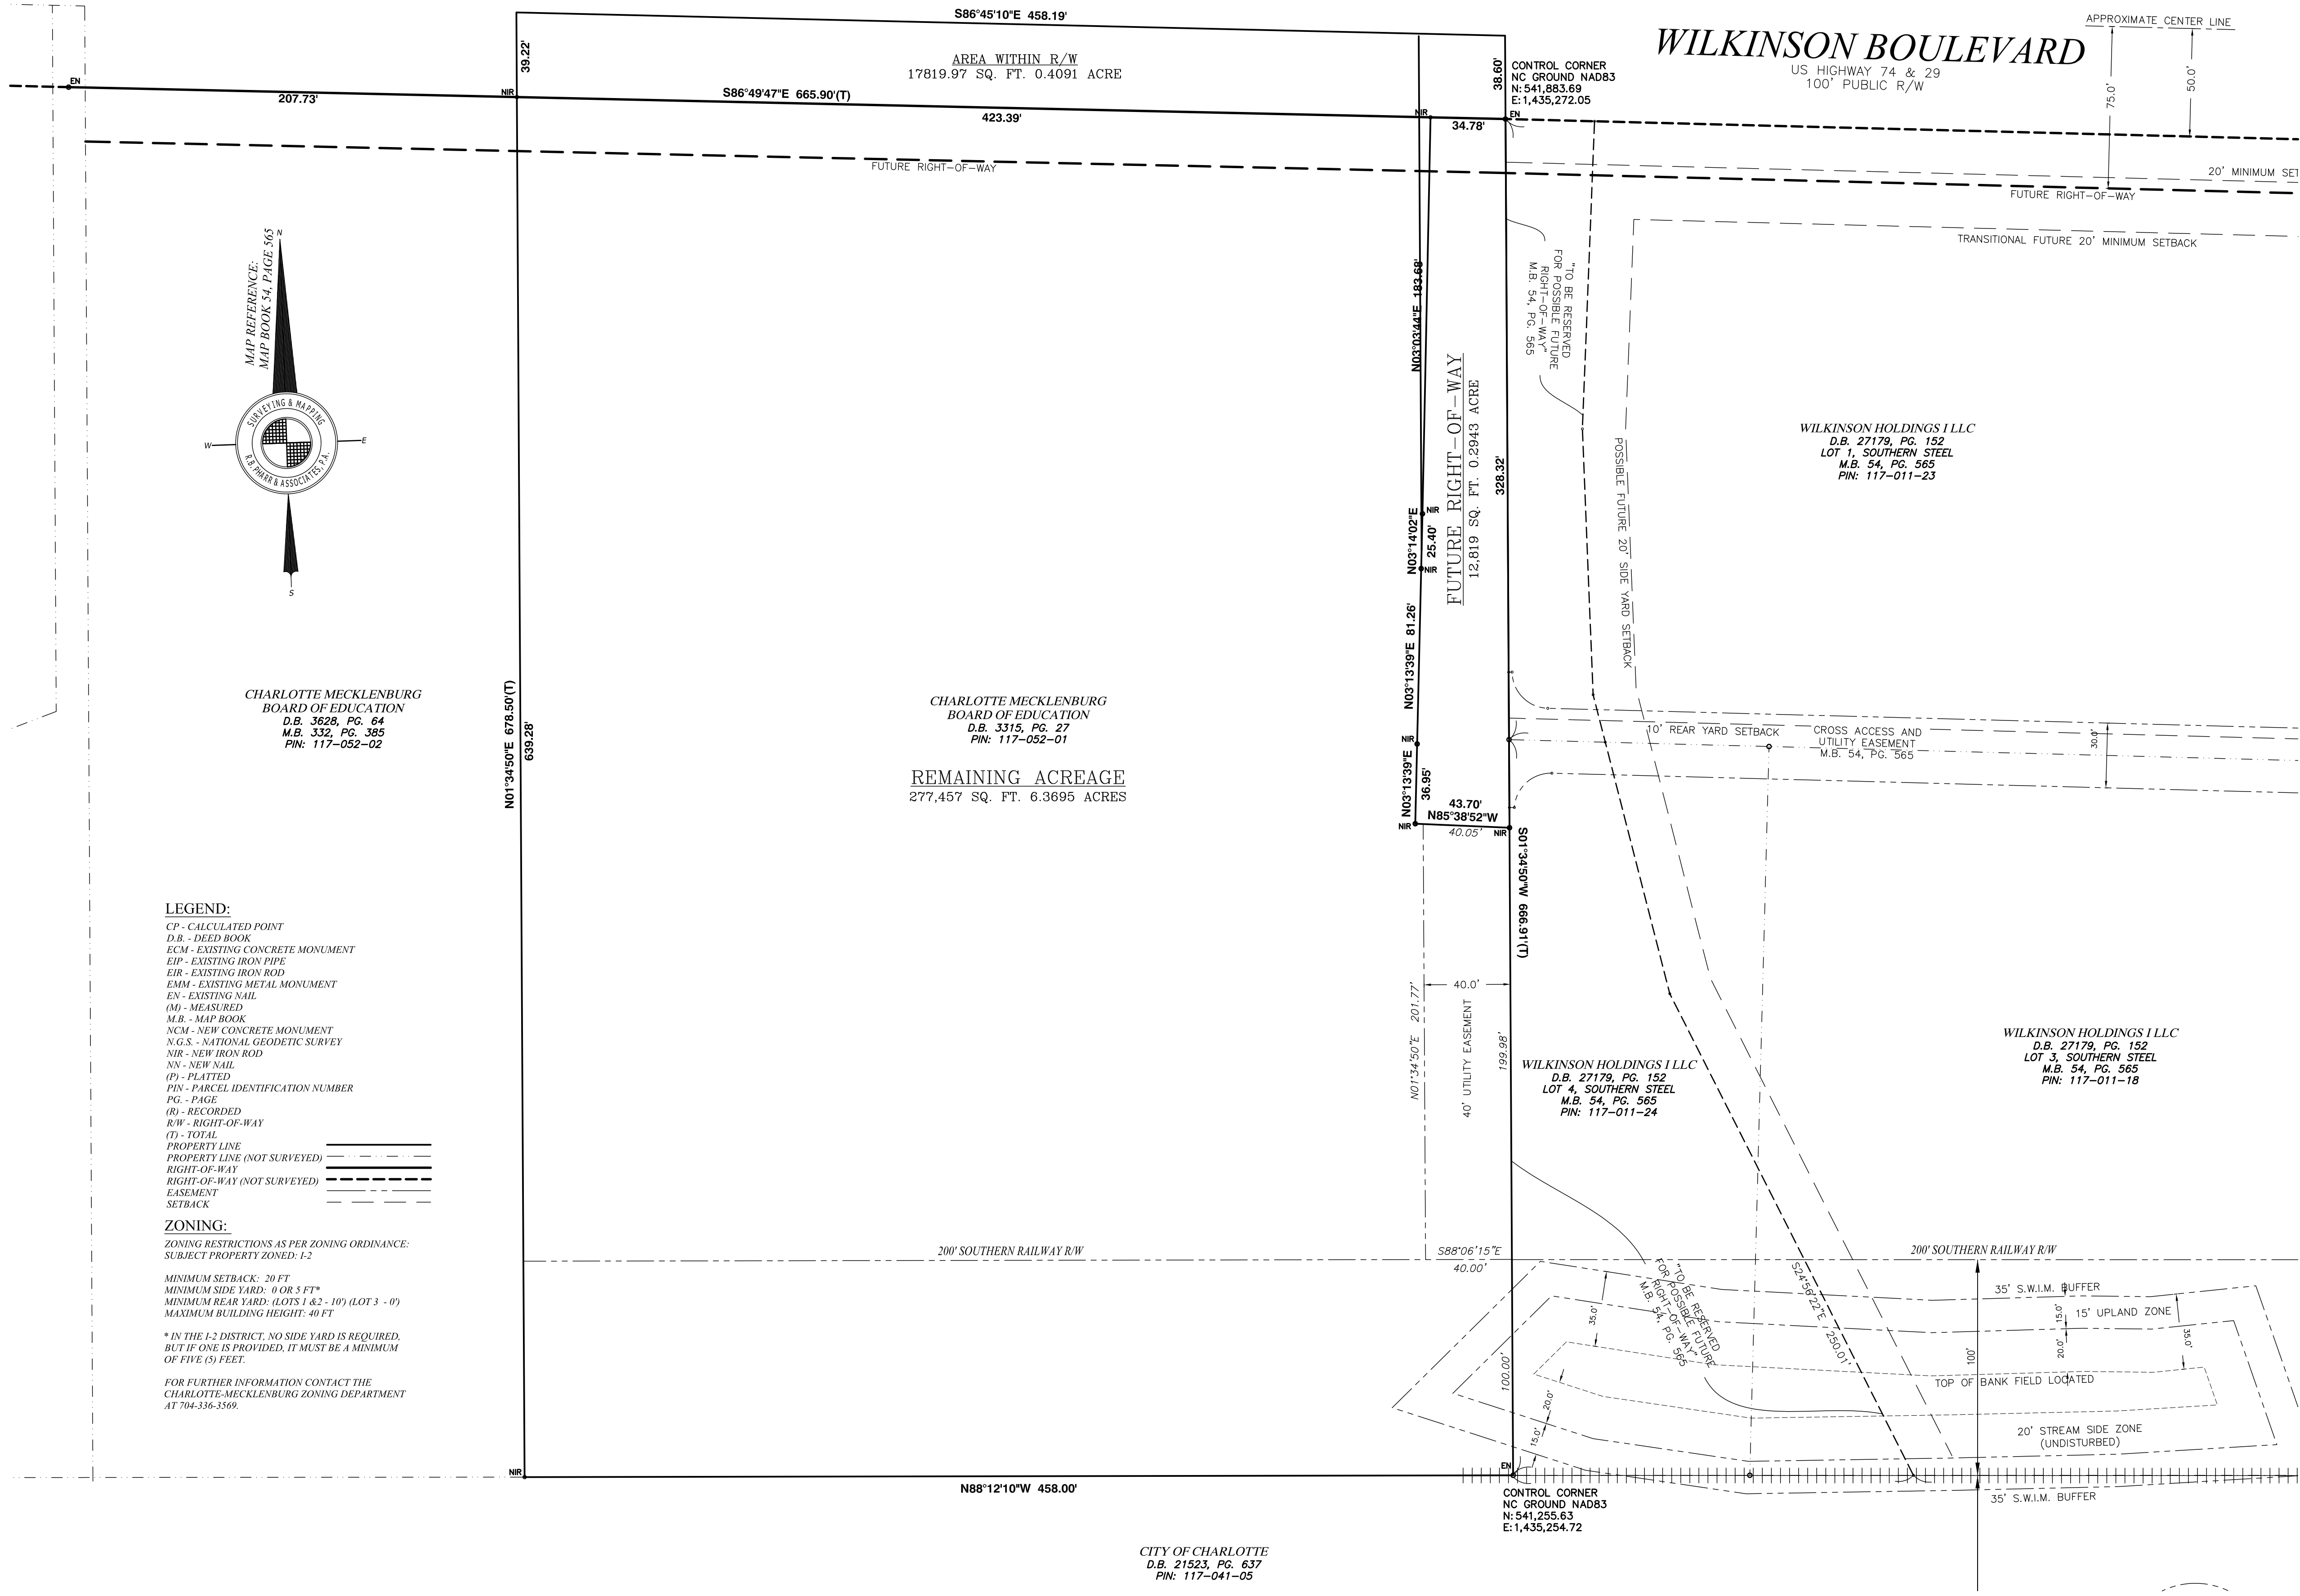 S86°45'10"E 458.19'
39.22'
AREA WITHIN R/W
17819.97 SQ. FT. 0.4091 ACRE
38.60'
CONTROL CORNER
NC GROUND NAD83
N: 541,883.69
E: 1,435,272.05
EN
WILKINSON BOULEVARD
US HIGHWAY 74 & 29
100' PUBLIC R/W
APPROXIMATE CENTER LINE
75.0'
50.0'
EN
207.73'
NIR
S86°49'47"E 665.90'(T)
423.39'
NIR
34.78'
FUTURE RIGHT-OF-WAY
20' MINIMUM SET
FUTURE RIGHT-OF-WAY
TRANSITIONAL FUTURE 20' MINIMUM SETBACK
MAP REFERENCE:
MAP BOOK 54, PAGE 565
N
W
E
S
SURVEYING & MAPPING
R.B. PHARR & ASSOCIATES, P.A.
N03°03'44"E 183.68'
"TO BE RESERVED
FOR POSSIBLE FUTURE
RIGHT-OF-WAY"
M.B. 54, PG. 565
FUTURE RIGHT-OF-WAY
12,819 SQ. FT. 0.2943 ACRE
328.32'
NIR
N03°14'02"E
25.40'
NIR
N03°13'39"E 81.26'
NIR
N03°13'39"E
36.95'
43.70'
N85°38'52"W
NIR
40.05'
NIR
POSSIBLE FUTURE 20' SIDE YARD SETBACK
WILKINSON HOLDINGS I LLC
D.B. 27179, PG. 152
LOT 1, SOUTHERN STEEL
M.B. 54, PG. 565
PIN: 117-011-23
10' REAR YARD SETBACK
CROSS ACCESS AND
UTILITY EASEMENT
M.B. 54, PG. 565
30.0'
CHARLOTTE MECKLENBURG
BOARD OF EDUCATION
D.B. 3628, PG. 64
M.B. 332, PG. 385
PIN: 117-052-02
N01°34'50"E 678.50'(T)
639.28'
CHARLOTTE MECKLENBURG
BOARD OF EDUCATION
D.B. 3315, PG. 27
PIN: 117-052-01
REMAINING ACREAGE
277,457 SQ. FT. 6.3695 ACRES
S01°34'50"W 666.91'(T)
N01°34'50"E 201.77'
40.0'
40' UTILITY EASEMENT
199.98'
WILKINSON HOLDINGS I LLC
D.B. 27179, PG. 152
LOT 4, SOUTHERN STEEL
M.B. 54, PG. 565
PIN: 117-011-24
WILKINSON HOLDINGS I LLC
D.B. 27179, PG. 152
LOT 3, SOUTHERN STEEL
M.B. 54, PG. 565
PIN: 117-011-18
LEGEND:
CP - CALCULATED POINT
D.B. - DEED BOOK
ECM - EXISTING CONCRETE MONUMENT
EIP - EXISTING IRON PIPE
EIR - EXISTING IRON ROD
EMM - EXISTING METAL MONUMENT
EN - EXISTING NAIL
(M) - MEASURED
M.B. - MAP BOOK
NCM - NEW CONCRETE MONUMENT
N.G.S. - NATIONAL GEODETIC SURVEY
NIR - NEW IRON ROD
NN - NEW NAIL
(P) - PLATTED
PIN - PARCEL IDENTIFICATION NUMBER
PG. - PAGE
(R) - RECORDED
R/W - RIGHT-OF-WAY
(T) - TOTAL
PROPERTY LINE
PROPERTY LINE (NOT SURVEYED)
RIGHT-OF-WAY
RIGHT-OF-WAY (NOT SURVEYED)
EASEMENT
SETBACK
ZONING:
ZONING RESTRICTIONS AS PER ZONING ORDINANCE:
SUBJECT PROPERTY ZONED: I-2
MINIMUM SETBACK: 20 FT
MINIMUM SIDE YARD: 0 OR 5 FT*
MINIMUM REAR YARD: (LOTS 1 &2 - 10') (LOT 3 - 0')
MAXIMUM BUILDING HEIGHT: 40 FT
* IN THE I-2 DISTRICT, NO SIDE YARD IS REQUIRED,
BUT IF ONE IS PROVIDED, IT MUST BE A MINIMUM
OF FIVE (5) FEET.
FOR FURTHER INFORMATION CONTACT THE
CHARLOTTE-MECKLENBURG ZONING DEPARTMENT
AT 704-336-3569.
200' SOUTHERN RAILWAY R/W
S88°06'15"E
40.00'
200' SOUTHERN RAILWAY R/W
"TO BE RESERVED
FOR POSSIBLE FUTURE
RIGHT-OF-WAY"
M.B. 54, PG. 565
S24°56'22"E 250.01'
35' S.W.I.M. BUFFER
15' UPLAND ZONE
35.0'
15.0'
20.0'
35.0'
100'
TOP OF BANK FIELD LOCATED
20' STREAM SIDE ZONE
(UNDISTURBED)
100.00'
20.0'
15.0'
EN
NIR
N88°12'10"W 458.00'
CONTROL CORNER
NC GROUND NAD83
N: 541,255.63
E: 1,435,254.72
35' S.W.I.M. BUFFER
CITY OF CHARLOTTE
D.B. 21523, PG. 637
PIN: 117-041-05